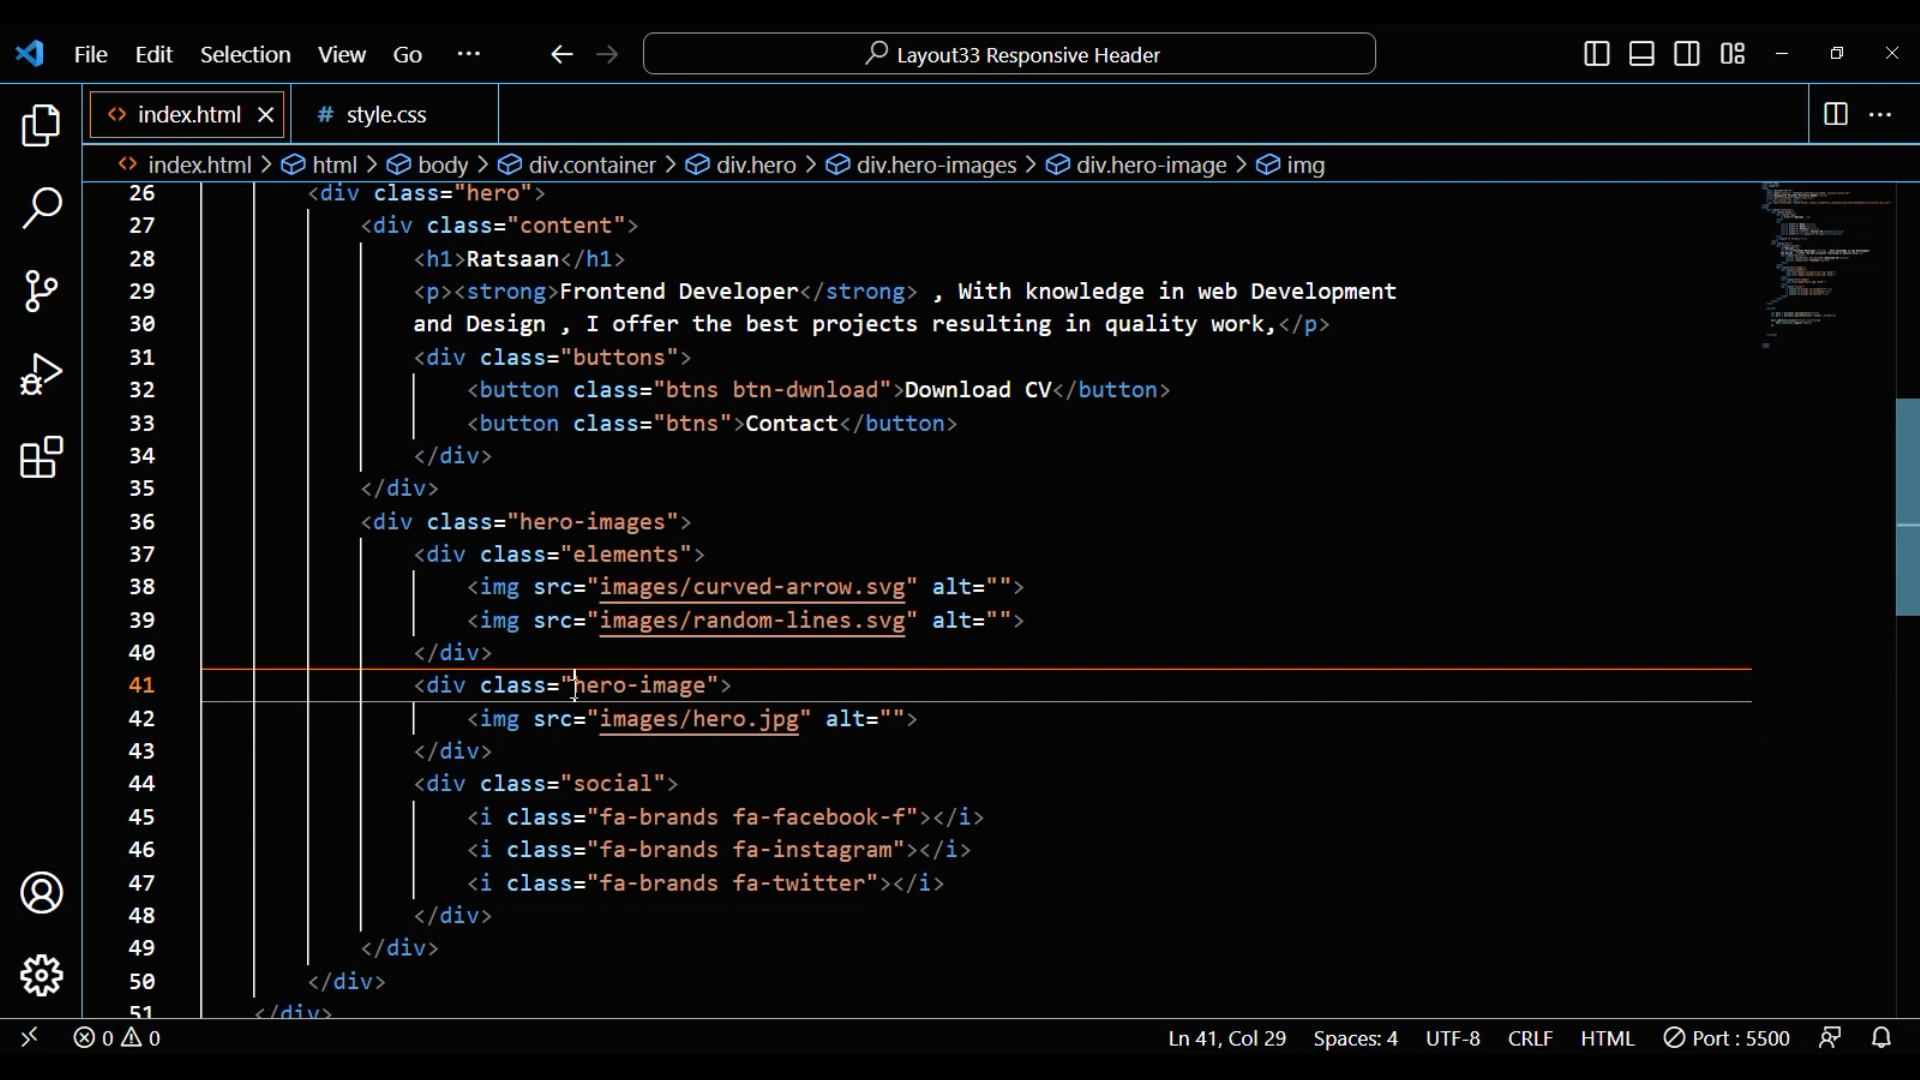 File Edit Selection View Go ··· Layout33 Responsive Header
index.html # style.css
index.html > html > body > div.container > div.hero > div.hero-images > div.hero-image > img
26 <div class="hero">
27 <div class="content">
28 <h1>Ratsaan</h1>
29 <p><strong>Frontend Developer</strong> , With knowledge in web Development
30 and Design , I offer the best projects resulting in quality work,</p>
31 <div class="buttons">
32 <button class="btns btn-dwnload">Download CV</button>
33 <button class="btns">Contact</button>
34 </div>
35 </div>
36 <div class="hero-images">
37 <div class="elements">
38 <img src="images/curved-arrow.svg" alt="">
39 <img src="images/random-lines.svg" alt="">
40 </div>
41 <div class="hero-image">
42 <img src="images/hero.jpg" alt="">
43 </div>
44 <div class="social">
45 <i class="fa-brands fa-facebook-f"></i>
46 <i class="fa-brands fa-instagram"></i>
47 <i class="fa-brands fa-twitter"></i>
48 </div>
49 </div>
50 </div>
51 </div>
0 0 Ln 41, Col 29 Spaces: 4 UTF-8 CRLF HTML Port : 5500